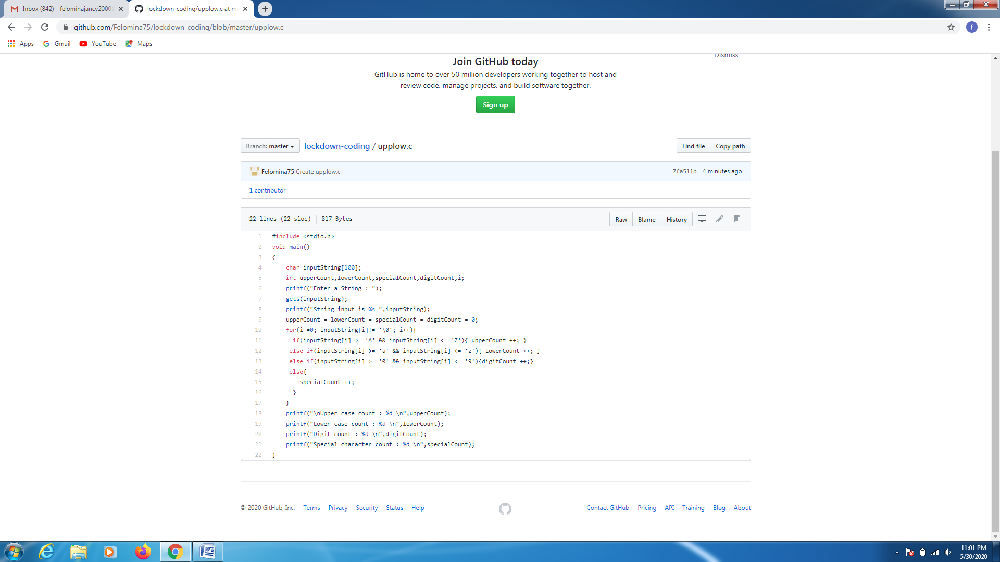 Inbox (842) - felominajancy2000@
lockdown-coding/upplow.c at ma
github.com/Felomina75/lockdown-coding/blob/master/upplow.c
f
Apps
Gmail
YouTube
Maps
Dismiss
Join GitHub today
GitHub is home to over 50 million developers working together to host and
review code, manage projects, and build software together.
Sign up
Branch: master
lockdown-coding / upplow.c
Find file
Copy path
Felomina75 Create upplow.c
7fa511b 4 minutes ago
1 contributor
22 lines (22 sloc) 817 Bytes
Raw
Blame
History
1 #include <stdio.h>
2 void main()
3 {
4 char inputString[100];
5 int upperCount,lowerCount,specialCount,digitCount,i;
6 printf("Enter a String : ");
7 gets(inputString);
8 printf("String input is %s ",inputString);
9 upperCount = lowerCount = specialCount = digitCount = 0;
10 for(i =0; inputString[i]!= '\0'; i++){
11 if(inputString[i] >= 'A' && inputString[i] <= 'Z'){ upperCount ++; }
12 else if(inputString[i] >= 'a' && inputString[i] <= 'z'){ lowerCount ++; }
13 else if(inputString[i] >= '0' && inputString[i] <= '9'){digitCount ++;}
14 else{
15 specialCount ++;
16 }
17 }
18 printf("\nUpper case count : %d \n",upperCount);
19 printf("Lower case count : %d \n",lowerCount);
20 printf("Digit count : %d \n",digitCount);
21 printf("Special character count : %d \n",specialCount);
22 }
© 2020 GitHub, Inc.
Terms
Privacy
Security
Status
Help
Contact GitHub
Pricing
API
Training
Blog
About
11:01 PM
5/30/2020